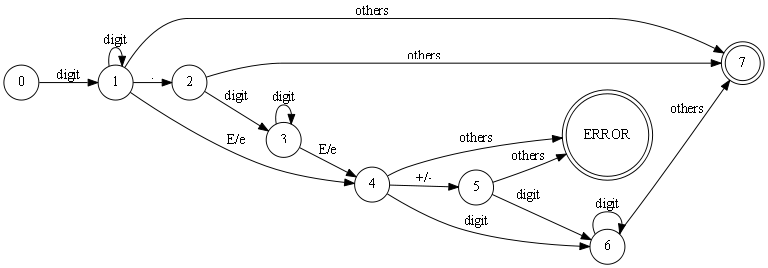 others
digit
7
others
0
digit
1
.
2
digit
digit
E/e
3
E/e
others
ERROR
others
4
+/-
5
others
digit
digit
digit
6